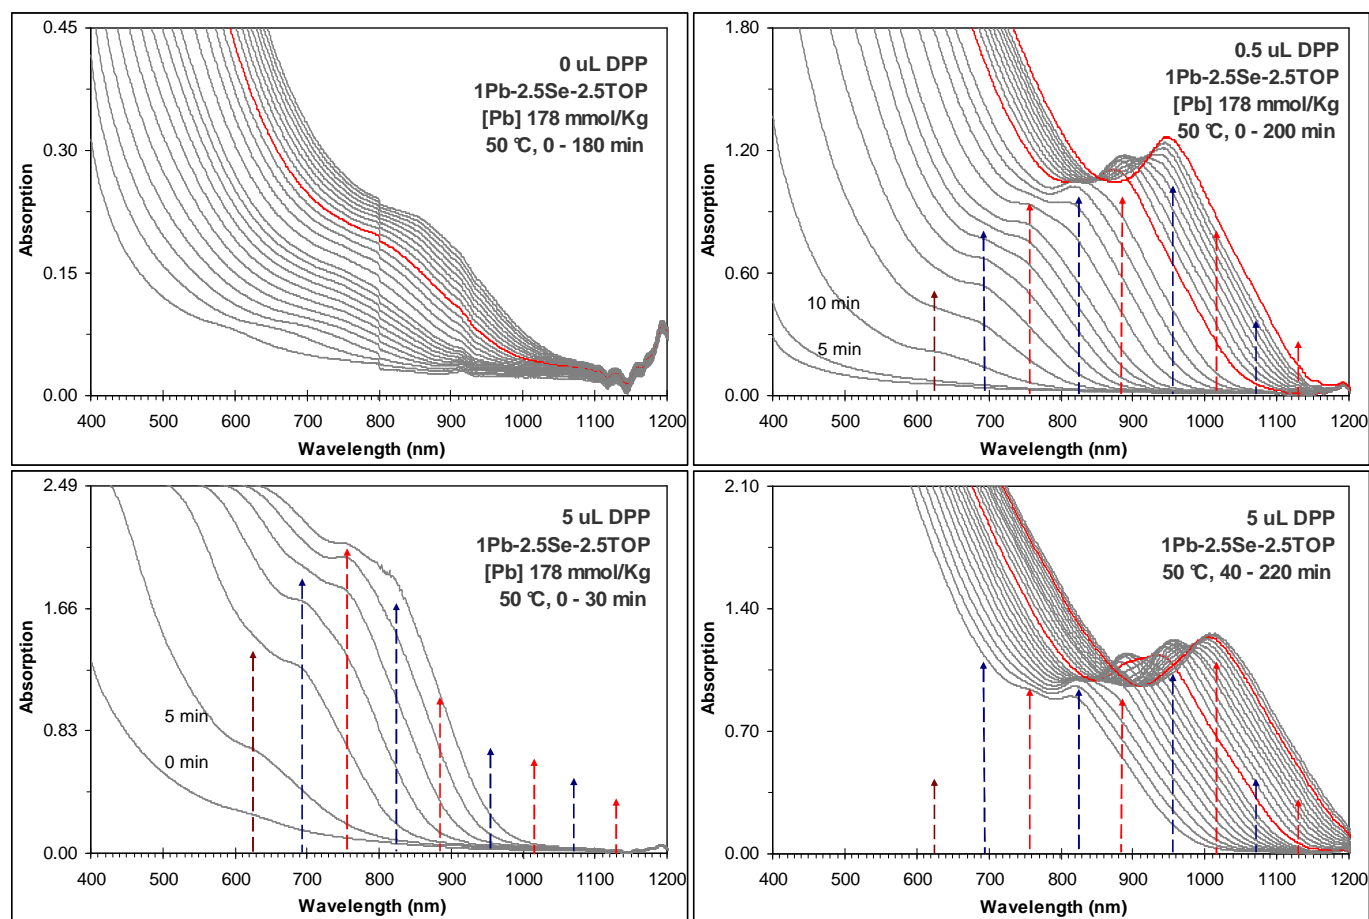 0.45
0.30
0.15
0.00
Absorption
0 uL DPP
1Pb-2.5Se-2.5TOP
[Pb] 178 mmol/Kg
50 °C, 0 - 180 min
400 500 600 700 800 900 1000 1100 1200
Wavelength (nm)
1.80
1.20
0.60
0.00
Absorption
0.5 uL DPP
1Pb-2.5Se-2.5TOP
[Pb] 178 mmol/Kg
50 °C, 0 - 200 min
10 min
5 min
400 500 600 700 800 900 1000 1100 1200
Wavelength (nm)
2.49
1.66
0.83
0.00
Absorption
5 uL DPP
1Pb-2.5Se-2.5TOP
[Pb] 178 mmol/Kg
50 °C, 0 - 30 min
5 min
0 min
400 500 600 700 800 900 1000 1100 1200
Wavelength (nm)
2.10
1.40
0.70
0.00
Absorption
5 uL DPP
1Pb-2.5Se-2.5TOP
50 °C, 40 - 220 min
400 500 600 700 800 900 1000 1100 1200
Wavelength (nm)